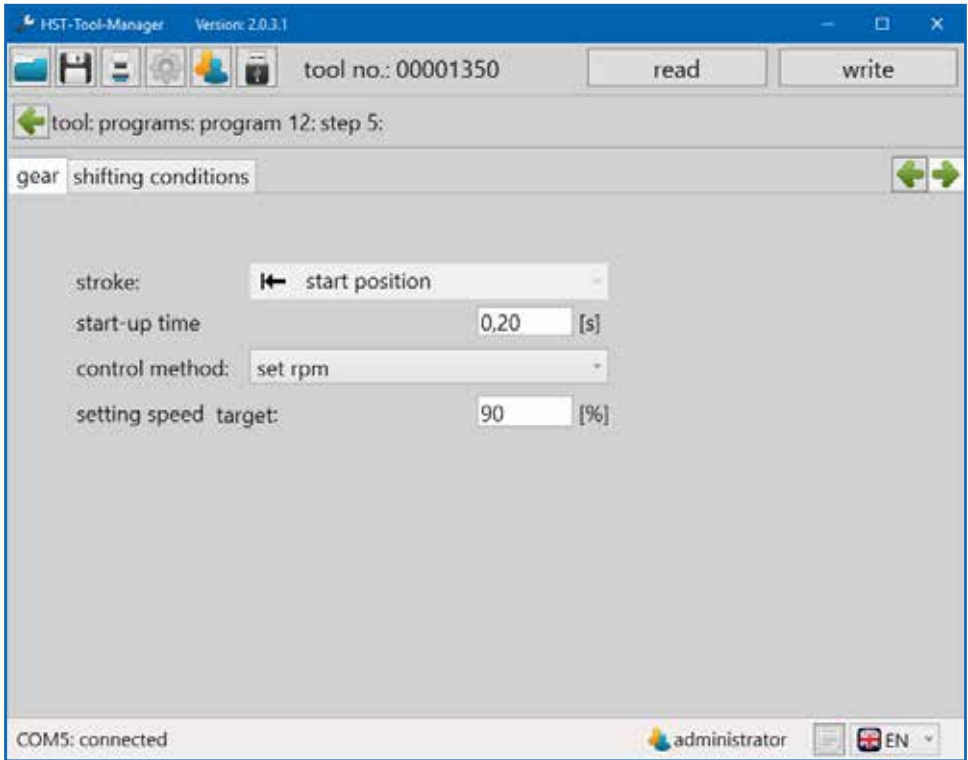 HST-Tool-Manager Version: 2.0.3.1
tool no.: 00001350 read write
tool: programs: program 12: step 5:
gear shifting conditions
stroke: start position
start-up time 0,20 [s]
control method: set rpm
setting speed target: 90 [%]
COM5: connected administrator EN